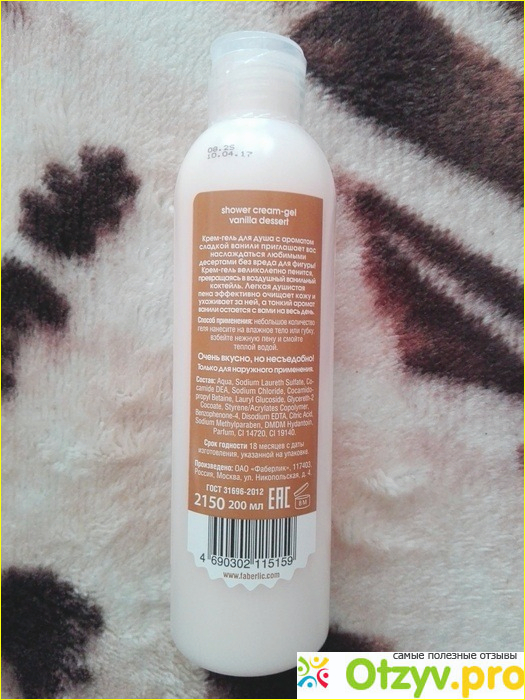 08:25
10.04.17
shower cream-gel
vanilla dessert
Крем-гель для душа с ароматом
сладкой ванили приглашает вас
наслаждаться любимыми
десертами без вреда для фигуры!
Крем-гель великолепно пенится,
превращаясь в воздушный ванильный
коктейль. Легкая душистая
пена эффективно очищает кожу и
ухаживает за ней, а тонкий аромат
ванили остается с вами на весь день.
Способ применения: небольшое количество
геля нанесите на влажное тело или губку,
взбейте нежную пену и смойте
теплой водой.
Очень вкусно, но несъедобно!
Только для наружного применения.
Состав: Aqua, Sodium Laureth Sulfate, Co-
camide DEA, Sodium Chloride, Cocamido-
propyl Betaine, Lauryl Glucoside, Glycereth-2
Cocoate, Styrene/Acrylates Copolymer,
Benzophenone-4, Disodium EDTA, Citric Acid,
Sodium Methylparaben, DMDM Hydantoin,
Parfum, CI 14720, CI 19140.
Срок годности 18 месяцев с даты
изготовления, указанной на упаковке.
Произведено: ОАО «Фаберлик», 117403,
Россия, Москва, ул. Никопольская, д. 4.
ГОСТ 31696-2012
2150 200 мл
EAC
8 M
4 690302 115159
www.faberlic.com
самые полезные отзывы
Otzyv.pro